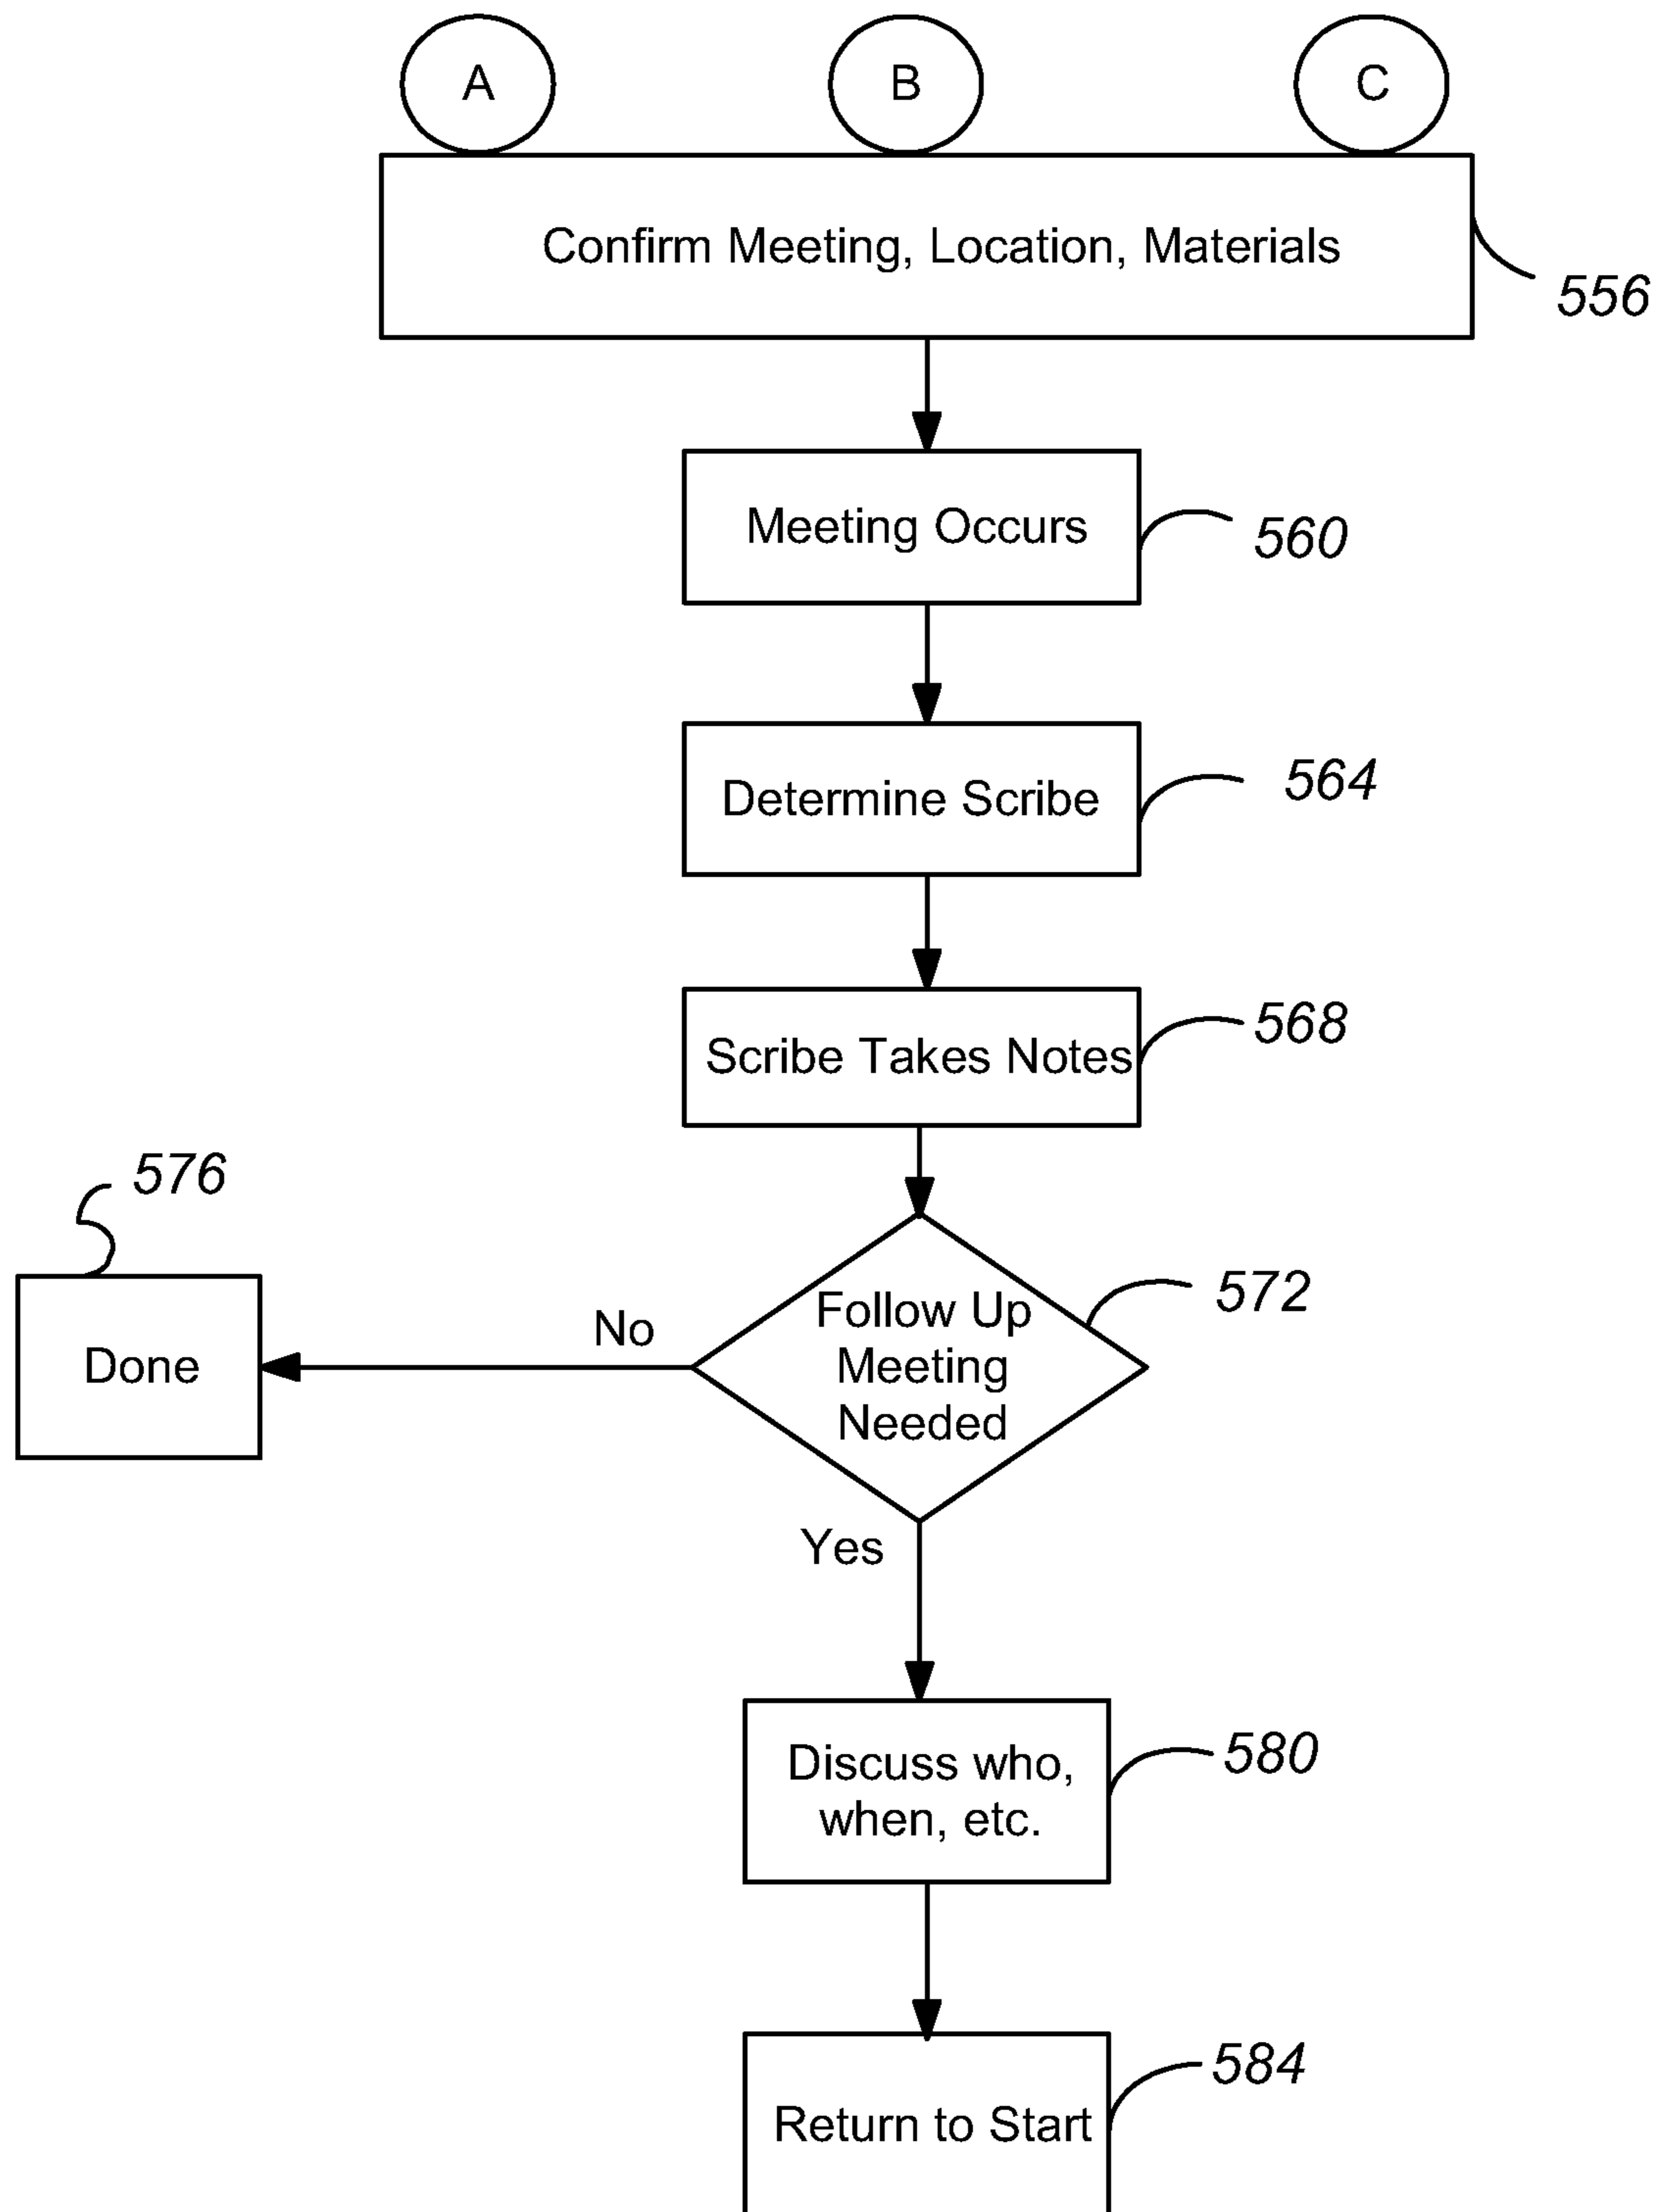 A
B
C
Confirm Meeting, Location, Materials
556
Meeting Occurs
560
Determine Scribe
564
Scribe Takes Notes
568
576
Follow Up
Meeting
Needed
572
No
Done
Yes
Discuss who,
when, etc.
580
Return to Start
584